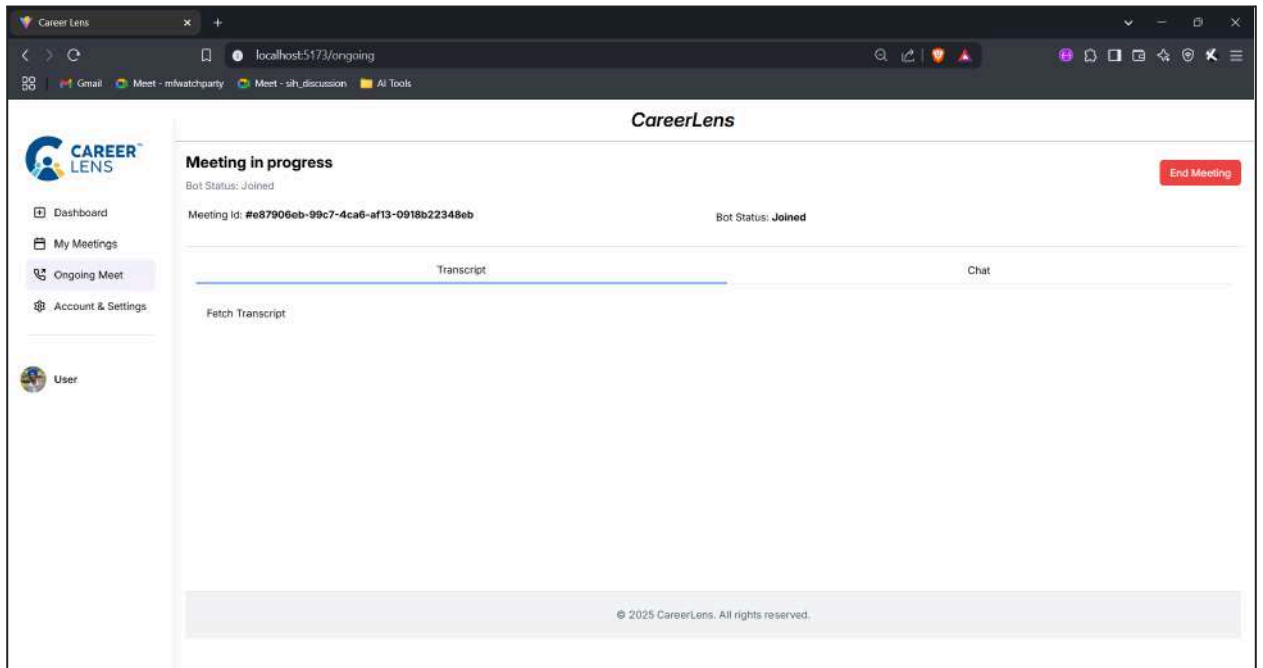 Career Lens
localhost:5173/ongoing
Gmail Meet - mfwatchparty Meet - sih_discussion AI Tools
CareerLens
CAREER™
LENS
Meeting in progress
End Meeting
Bot Status: Joined
Dashboard
Meeting Id: #e87906eb-99c7-4ca6-af13-0918b22348eb Bot Status: Joined
My Meetings
Ongoing Meet
Transcript Chat
Account & Settings
Fetch Transcript
User
© 2025 CareerLens. All rights reserved.